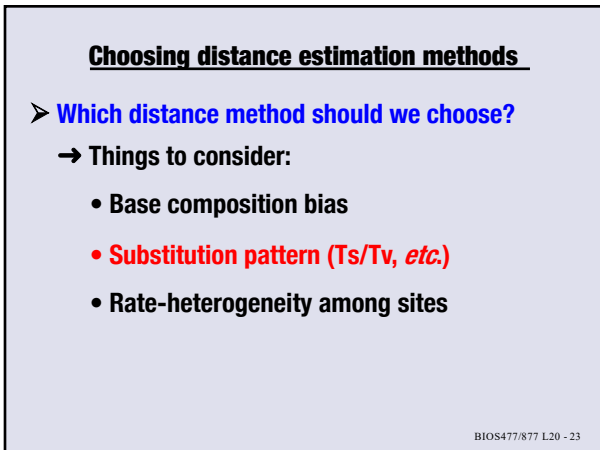 Choosing distance estimation methods
➢ Which distance method should we choose?
➔ Things to consider:
• Base composition bias
• Substitution pattern (Ts/Tv, etc.)
• Rate-heterogeneity among sites
BIOS477/877 L20 - 23